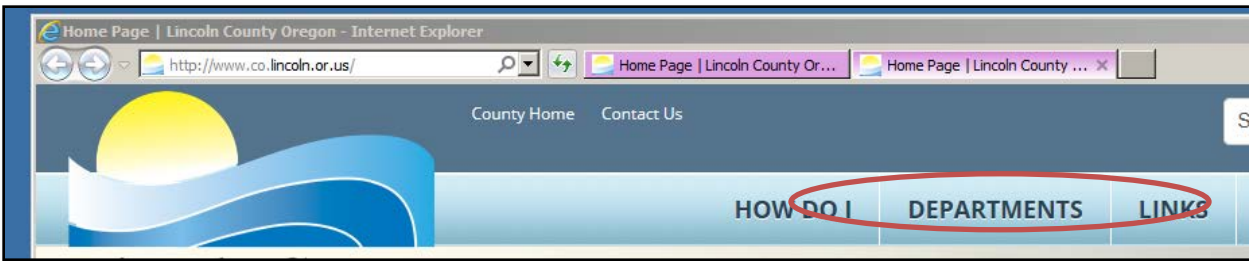 Home Page | Lincoln County Oregon - Internet Explorer
http://www.co.lincoln.or.us/ Home Page | Lincoln County Or... Home Page | Lincoln County ...
County Home Contact Us
S
HOW DO I DEPARTMENTS LINKS